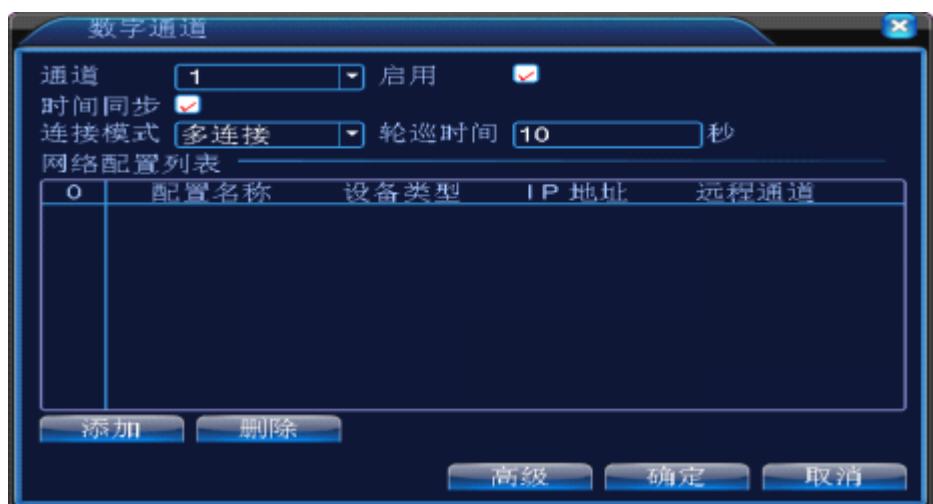 数字通道
通道 1 启用
时间同步
连接模式 多连接 轮巡时间 10 秒
网络配置列表
0 配置名称 设备类型 IP 地址 远程通道
添加 删除
高级 确定 取消